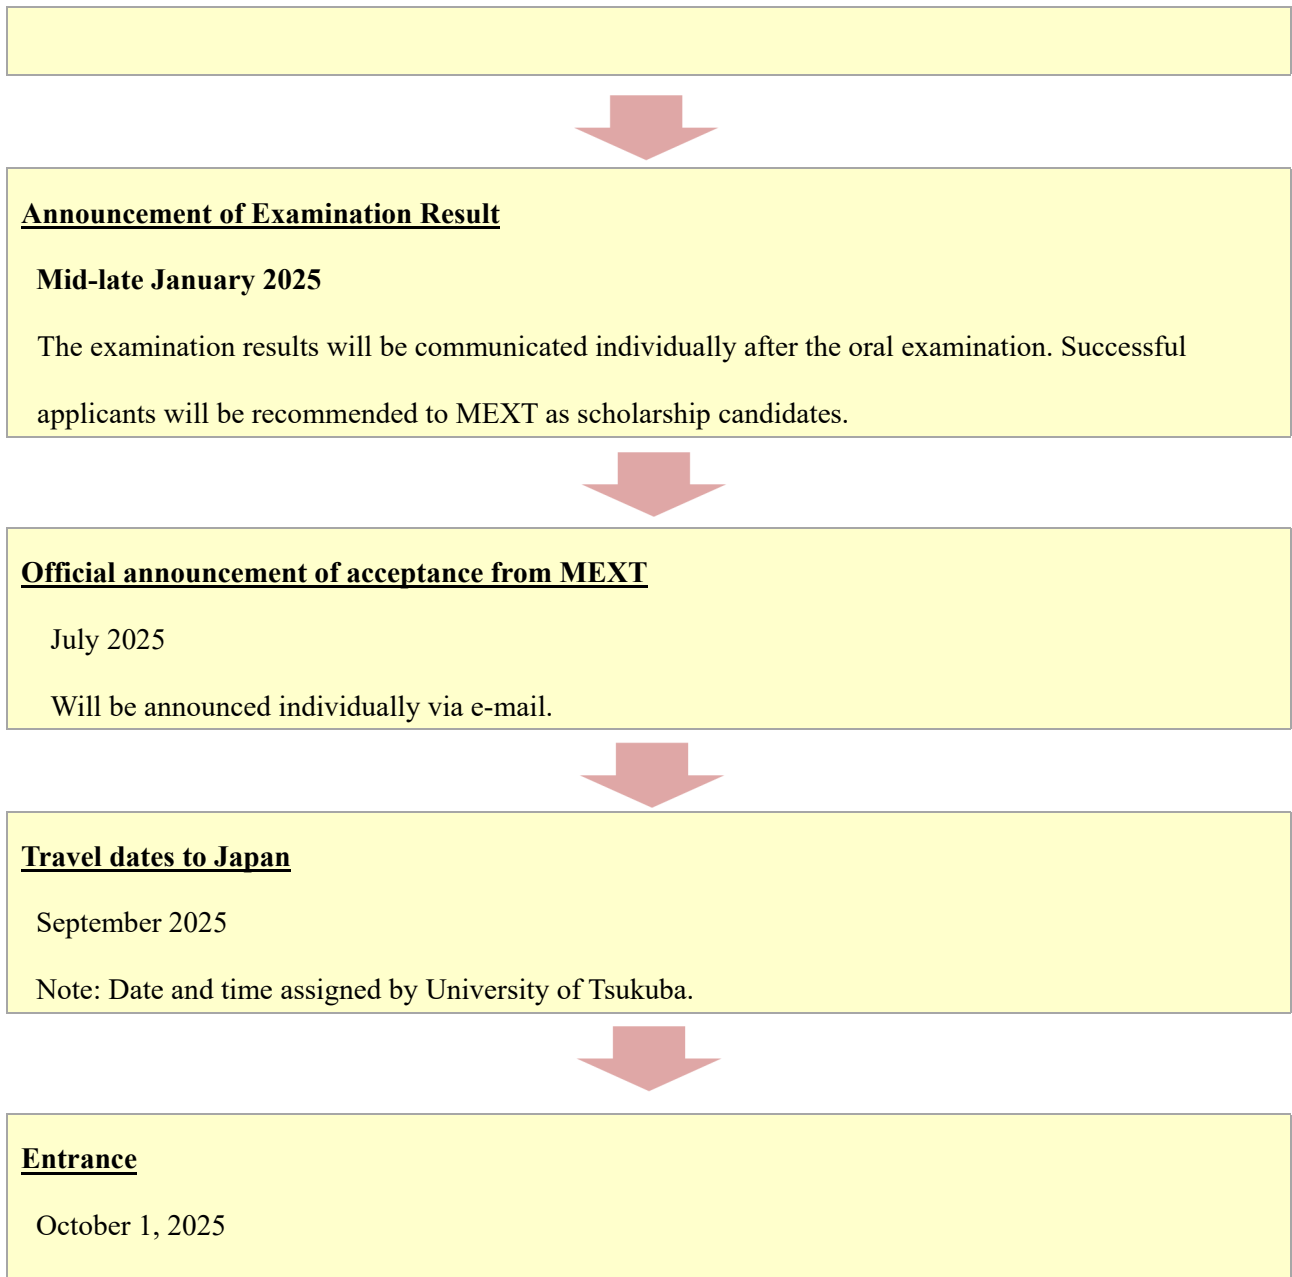 Announcement of Examination Result
Mid-late January 2025
The examination results will be communicated individually after the oral examination. Successful
applicants will be recommended to MEXT as scholarship candidates.
Official announcement of acceptance from MEXT
July 2025
Will be announced individually via e-mail.
Travel dates to Japan
September 2025
Note: Date and time assigned by University of Tsukuba.
Entrance
October 1, 2025